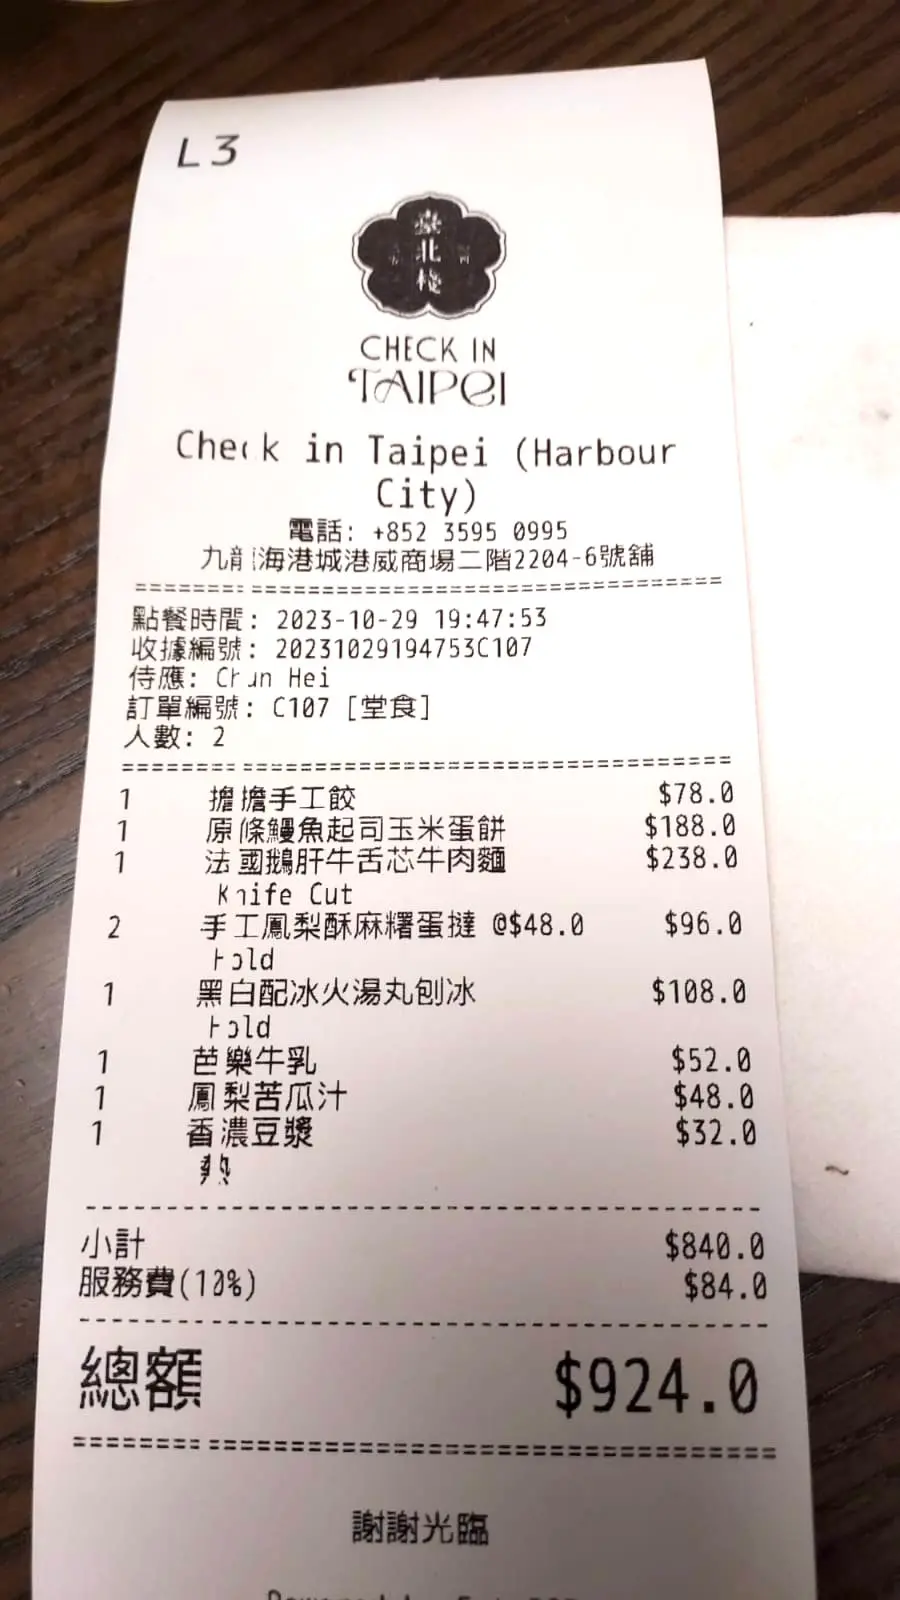 L3
臺北棧
CHECK IN
TAIPEI
Check in Taipei (Harbour
City)
電話: +852 3595 0995
九龍海港城港威商場二階2204-6號舖
點餐時間: 2023-10-29 19:47:53
收據編號: 20231029194753C107
侍應: Chun Hei
訂單編號: C107 [堂食]
人數: 2
1 擔擔手工餃 $78.0
1 原條鰻魚起司玉米蛋餅 $188.0
1 法國鵝肝牛舌芯牛肉麵 $238.0
Knife Cut
2 手工鳳梨酥麻糬蛋撻 @$48.0 $96.0
Hold
1 黑白配冰火湯丸刨冰 $108.0
Hold
1 芭樂牛乳 $52.0
1 鳳梨苦瓜汁 $48.0
1 香濃豆漿 $32.0
熱
小計 $840.0
服務費(10%) $84.0
總額 $924.0
謝謝光臨